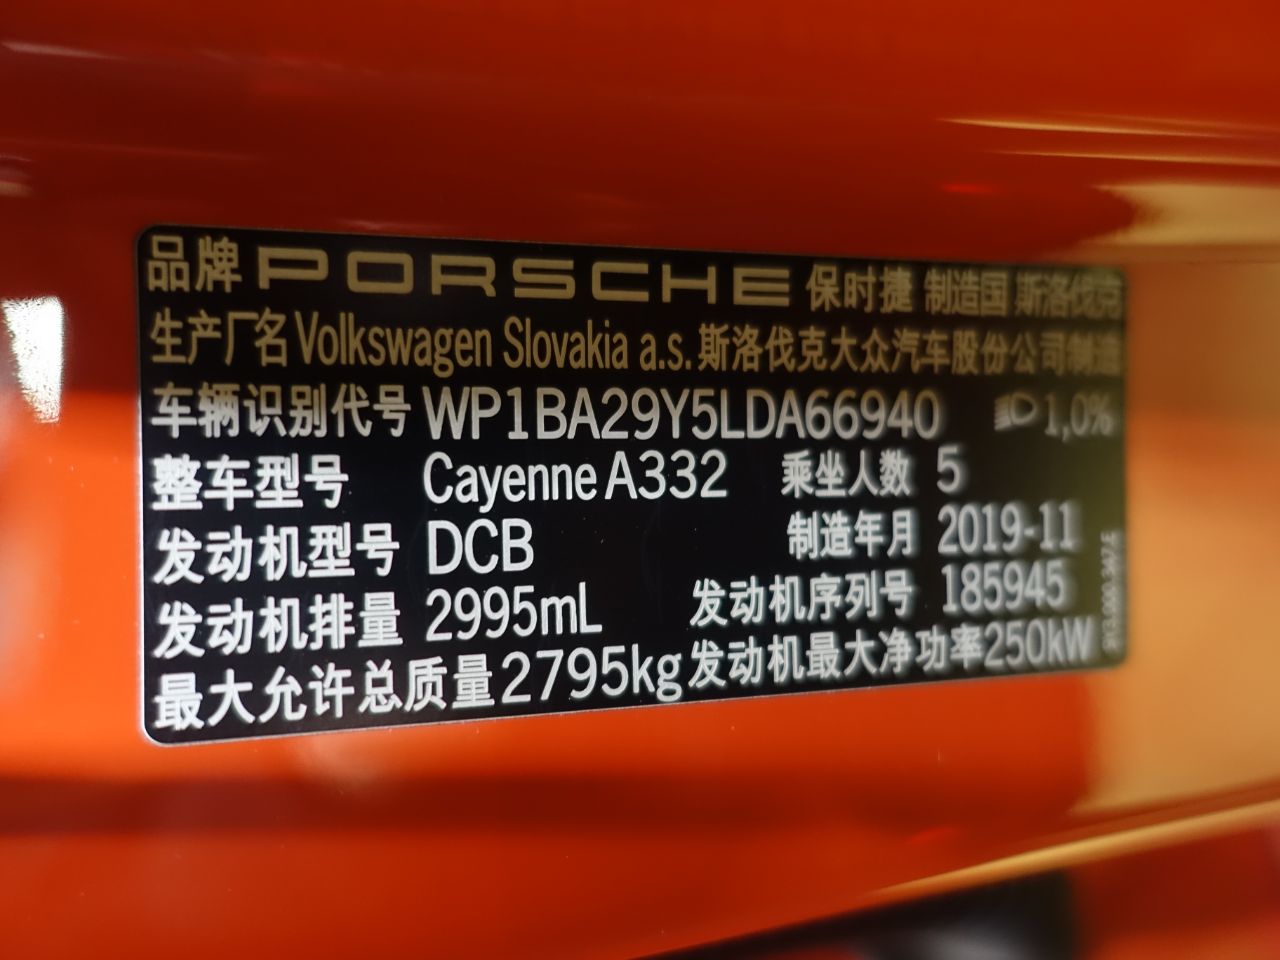 品牌 PORSCHE 保时捷 制造国 斯洛伐克
生产厂名 Volkswagen Slovakia a.s. 斯洛伐克大众汽车股份公司制造
车辆识别代号 WP1BA29Y5LDA66940 1,0%
整车型号 Cayenne A332 乘坐人数 5
发动机型号 DCB 制造年月 2019-11
发动机排量 2995mL 发动机序列号 185945
最大允许总质量 2795kg 发动机最大净功率 250kW